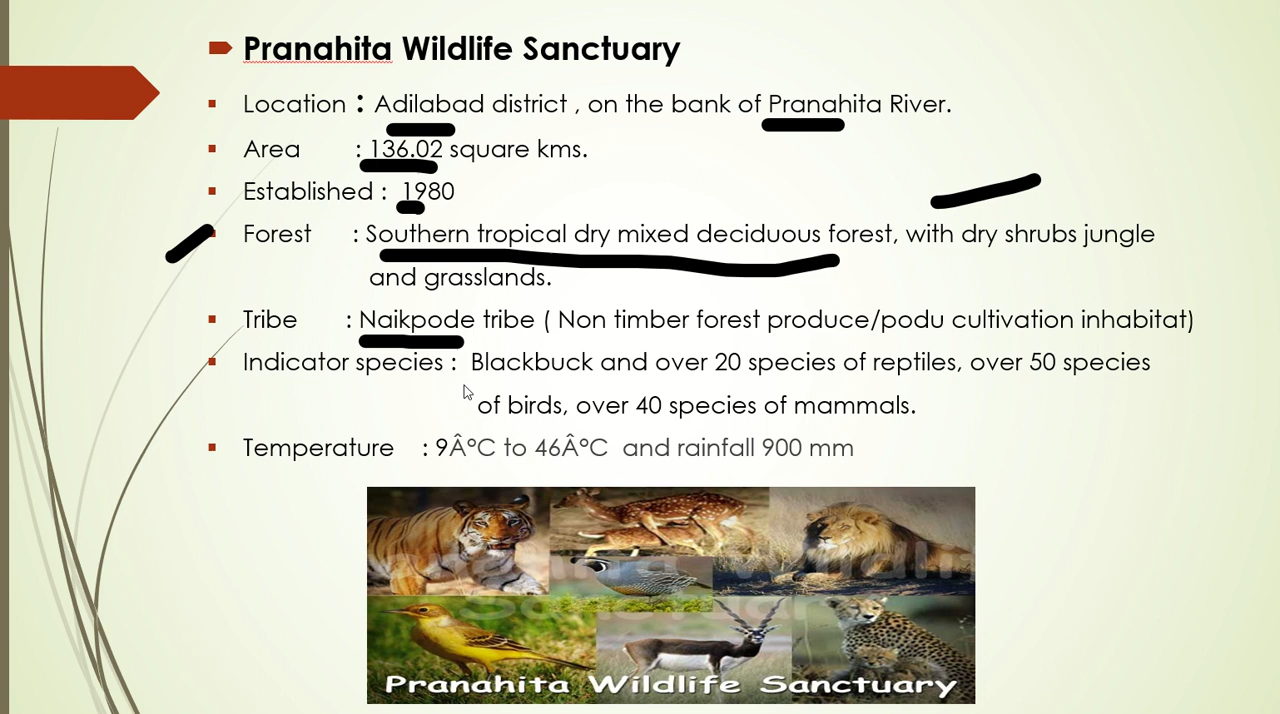 Pranahita Wildlife Sanctuary
Location : Adilabad district , on the bank of Pranahita River.
Area : 136.02 square kms.
Established : 1980
Forest : Southern tropical dry mixed deciduous forest, with dry shrubs jungle
and grasslands.
Tribe : Naikpode tribe ( Non timber forest produce/podu cultivation inhabitat)
Indicator species : Blackbuck and over 20 species of reptiles, over 50 species
of birds, over 40 species of mammals.
Temperature : 9Â°C to 46Â°C and rainfall 900 mm
Pranahita Wildlife Sanctuary